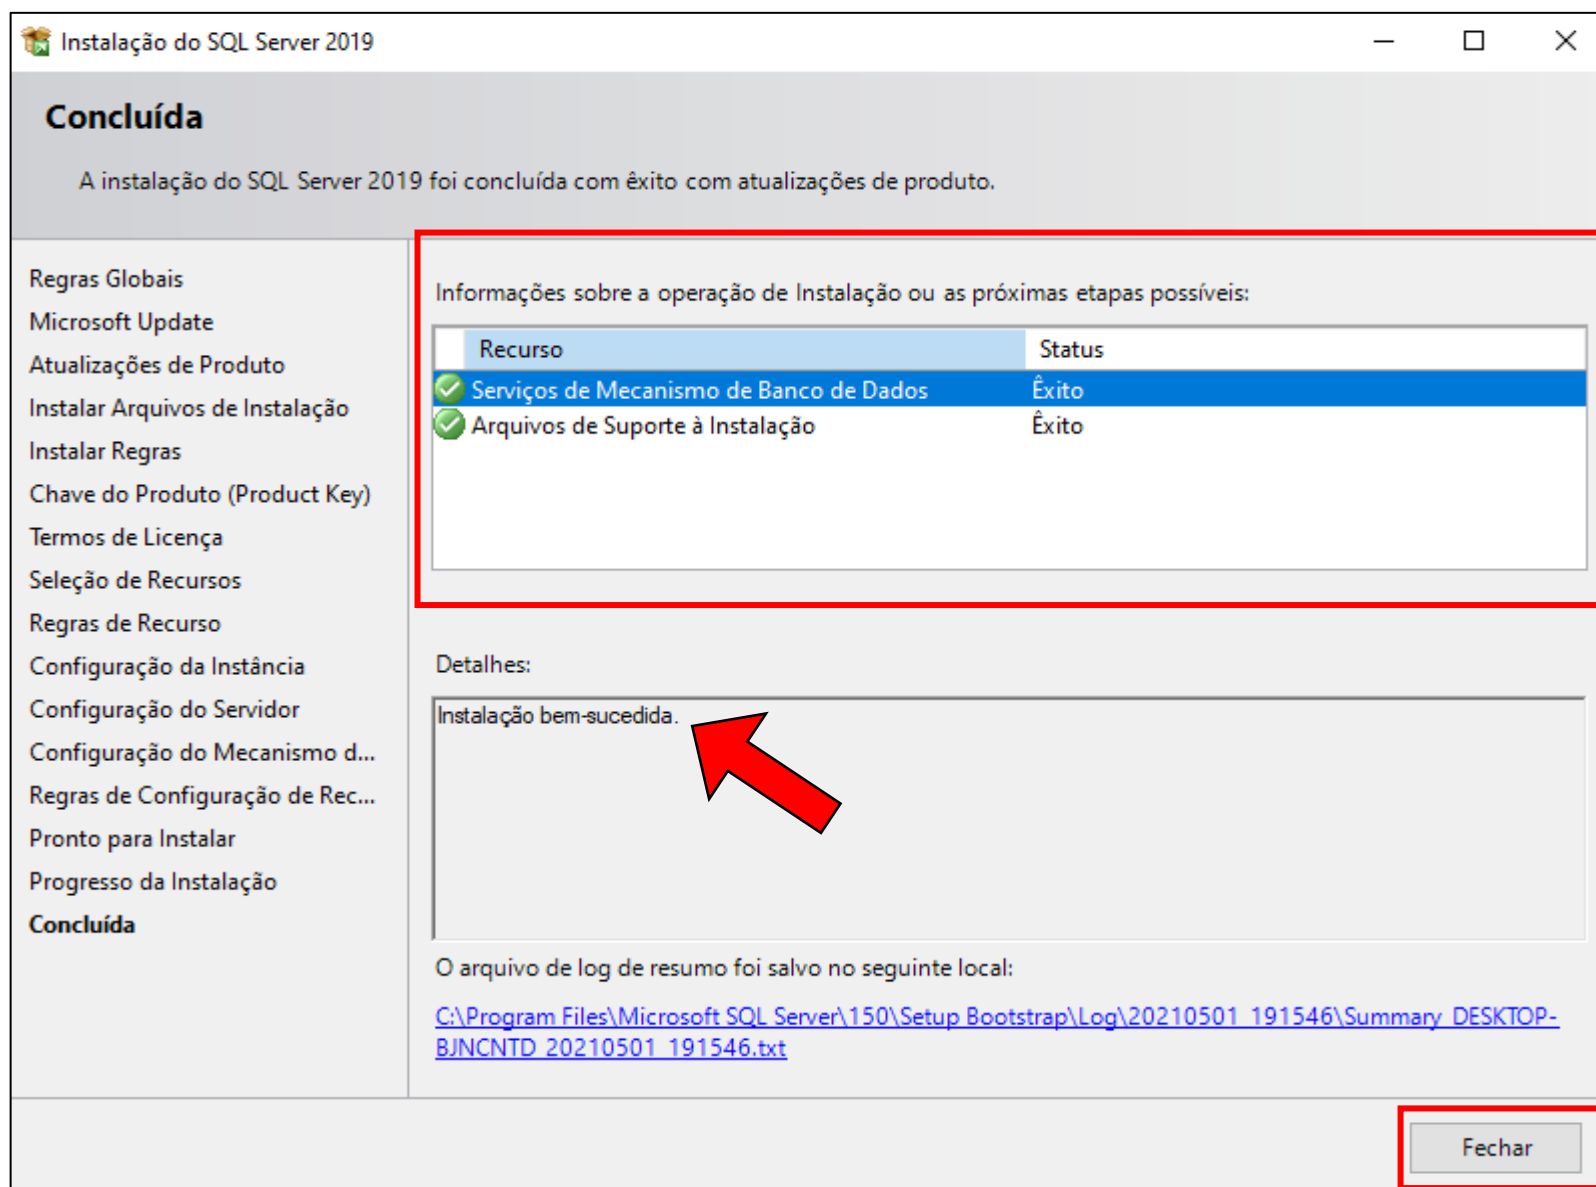 Instalação do SQL Server 2019
Concluída
A instalação do SQL Server 2019 foi concluída com êxito com atualizações de produto.
Regras Globais
Microsoft Update
Atualizações de Produto
Instalar Arquivos de Instalação
Instalar Regras
Chave do Produto (Product Key)
Termos de Licença
Seleção de Recursos
Regras de Recurso
Configuração da Instância
Configuração do Servidor
Configuração do Mecanismo d...
Regras de Configuração de Rec...
Pronto para Instalar
Progresso da Instalação
Concluída
Informações sobre a operação de Instalação ou as próximas etapas possíveis:
Recurso Status
Serviços de Mecanismo de Banco de Dados Êxito
Arquivos de Suporte à Instalação Êxito
Detalhes:
Instalação bem-sucedida.
O arquivo de log de resumo foi salvo no seguinte local:
C:\Program Files\Microsoft SQL Server\150\Setup Bootstrap\Log\20210501_191546\Summary_DESKTOP-
BJNCNTD_20210501_191546.txt
Fechar